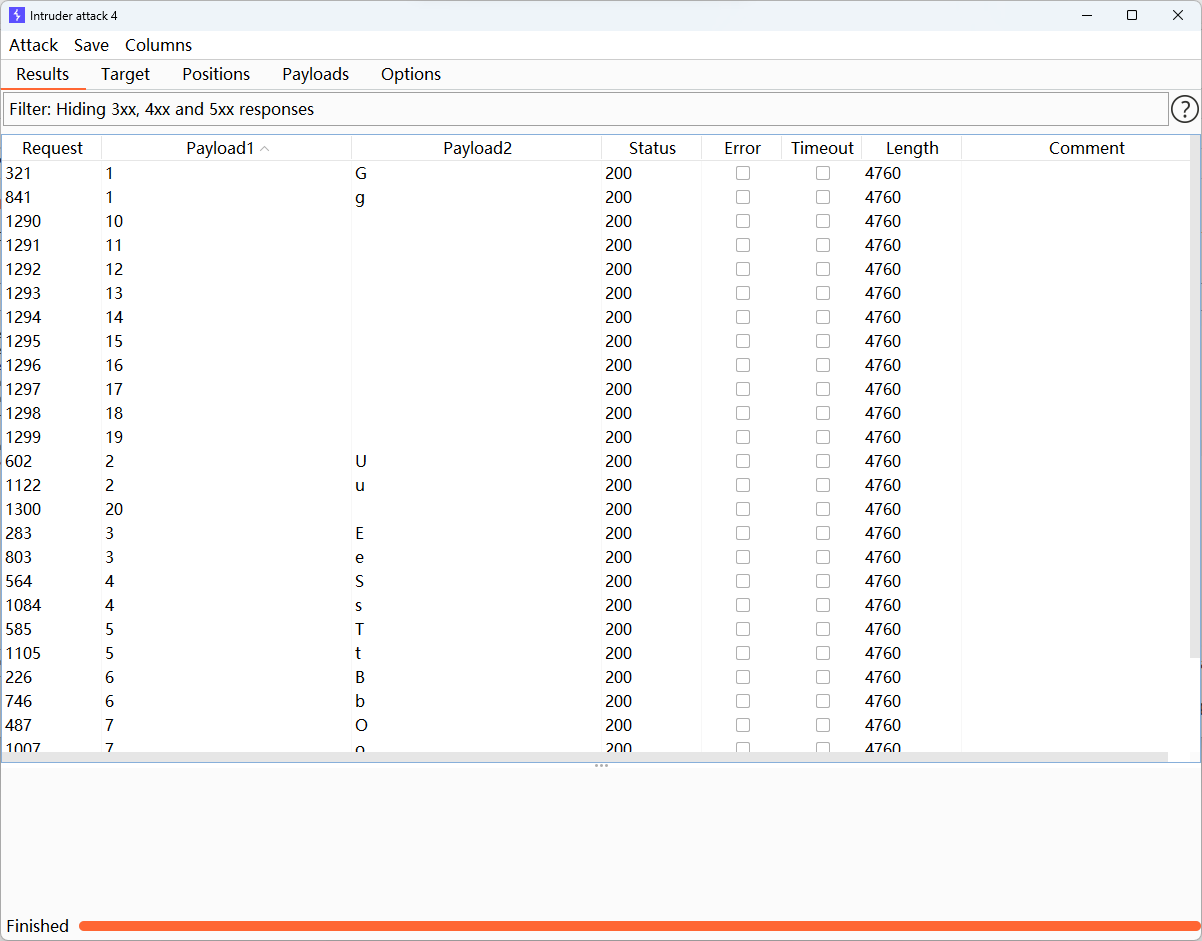 Intruder attack 4
Attack Save Columns
Results Target Positions Payloads Options
Filter: Hiding 3xx, 4xx and 5xx responses ?
Request Payload1 Payload2 Status Error Timeout Length Comment
321 1 G 200 4760
841 1 g 200 4760
1290 10 200 4760
1291 11 200 4760
1292 12 200 4760
1293 13 200 4760
1294 14 200 4760
1295 15 200 4760
1296 16 200 4760
1297 17 200 4760
1298 18 200 4760
1299 19 200 4760
602 2 U 200 4760
1122 2 u 200 4760
1300 20 200 4760
283 3 E 200 4760
803 3 e 200 4760
564 4 S 200 4760
1084 4 s 200 4760
585 5 T 200 4760
1105 5 t 200 4760
226 6 B 200 4760
746 6 b 200 4760
487 7 O 200 4760
1007 7 o 200 4760
Finished